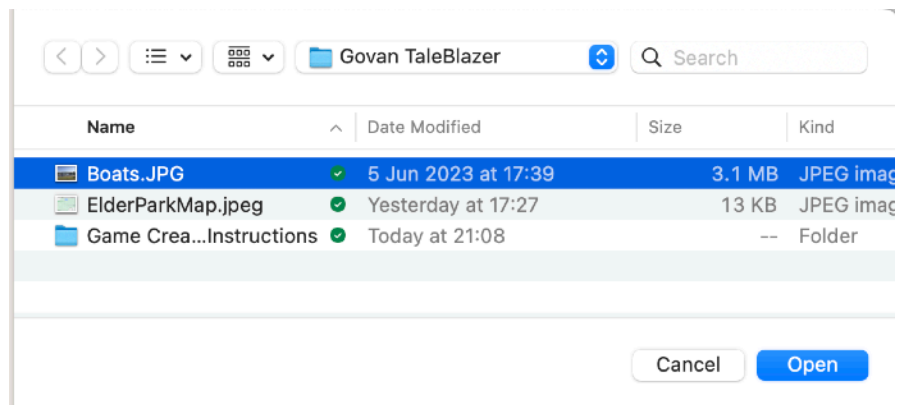 Govan TaleBlazer Search
Name Date Modified Size Kind
Boats.JPG 5 Jun 2023 at 17:39 3.1 MB JPEG imag
ElderParkMap.jpeg Yesterday at 17:27 13 KB JPEG imag
Game Crea...Instructions Today at 21:08 -- Folder
Cancel Open